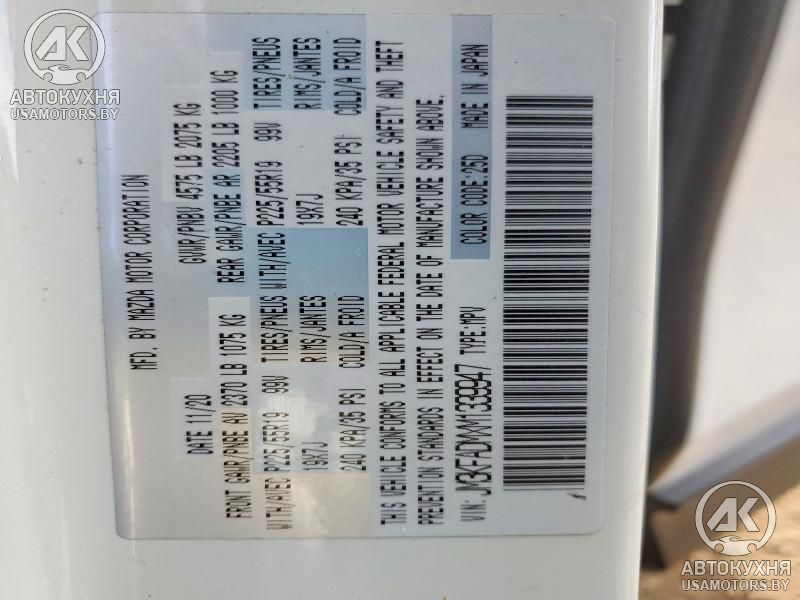 MFD. BY MAZDA MOTOR CORPORATION
DATE 11/20 GVWR/PNBV 4575 LB 2075 KG
FRONT GAWR/PNBE AV 2370 LB 1075 KG REAR GAWR/PNBE AR 2205 LB 1000 KG
WITH/AVEC P225/55R19 99V TIRES/PNEUS WITH/AVEC P225/55R19 99V TIRES/PNEUS
19X7J RIMS/JANTES 19X7J RIMS/JANTES
240 KPA/35 PSI COLD/A FROID 240 KPA/35 PSI COLD/A FROID
THIS VEHICLE CONFORMS TO ALL APPLICABLE FEDERAL MOTOR VEHICLE SAFETY AND THEFT
PREVENTION STANDARDS IN EFFECT ON THE DATE OF MANUFACTURE SHOWN ABOVE.
VIN: TYPE:MPV COLOR CODE:25D MADE IN JAPAN
AK
АВТОКУХНЯ
USAMOTORS.BY
AK
АВТОКУХНЯ
USAMOTORS.BY